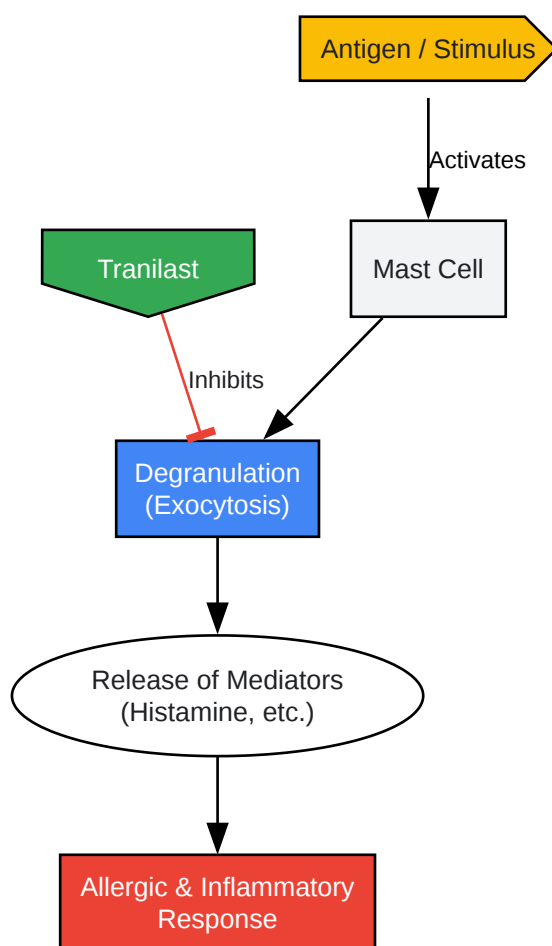 Antigen / Stimulus
Activates
Tranilast
Mast Cell
Inhibits
Degranulation
(Exocytosis)
Release of Mediators
(Histamine, etc.)
Allergic & Inflammatory
Response